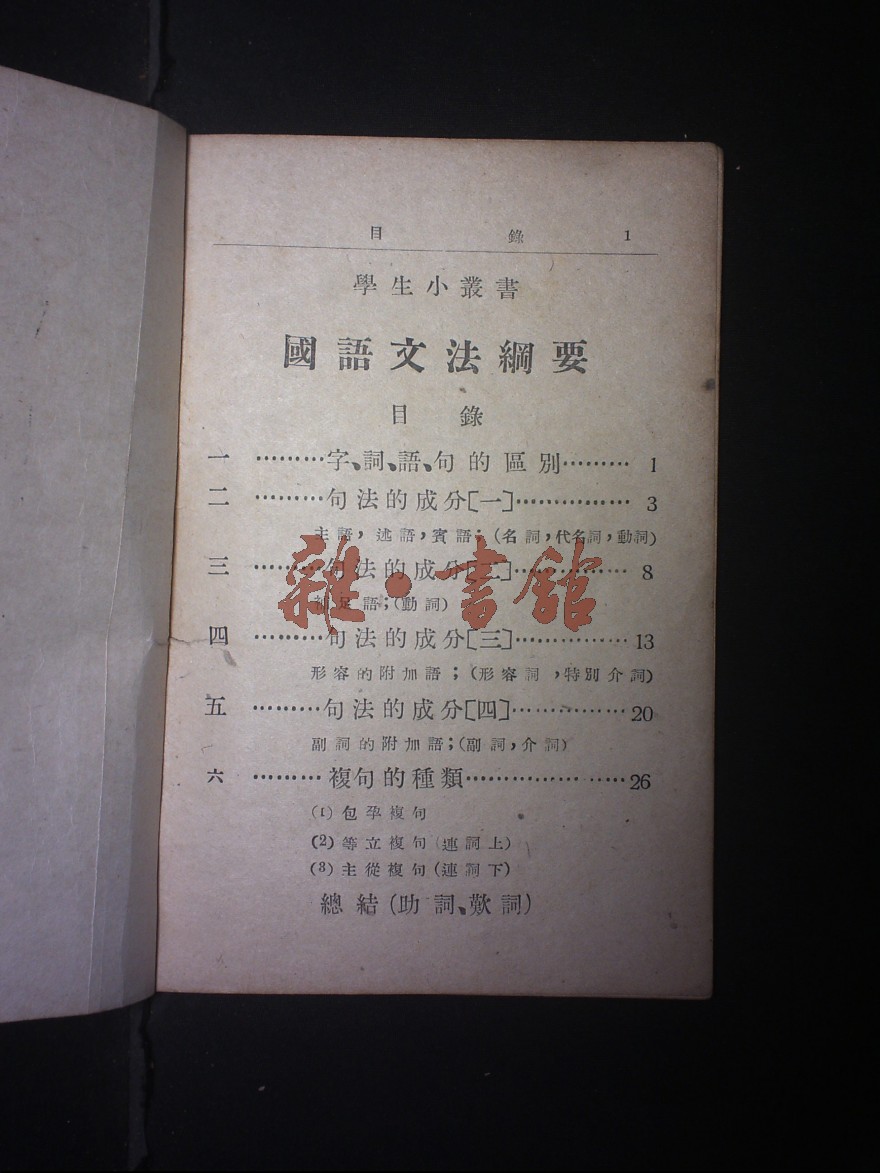 目 錄 1
學生小叢書
國語文法綱要
目 錄
一 ………字、詞、語、句的區別……… 1
二 ………句法的成分[一]…………… 3
主語，述語，賓語；(名詞，代名詞，動詞)
三 ………句法的成分[二]…………… 8
補足語；(動詞)
雜·書館
四 ………句法的成分[三]……………13
形容的附加語；(形容詞，特別介詞)
五 ………句法的成分[四]……………20
副詞的附加語；(副詞，介詞)
六 ………複句的種類…………………26
(1)包孕複句
(2)等立複句(連詞上)
(3)主從複句(連詞下)
總結(助詞、歎詞)